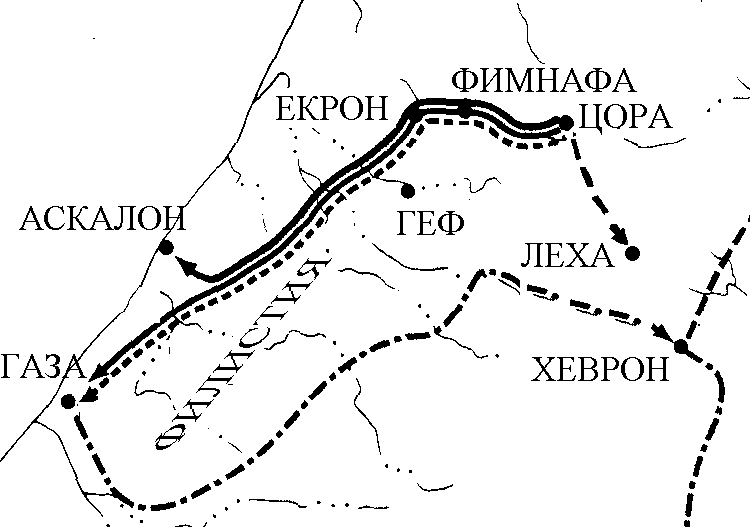 ФИМНАФА
ЕКРОН
ЦОРА
АСКАЛОН
ГЕФ
ЛЕХА
ФИЛИСТИЯ
ГАЗА
ХЕВРОН